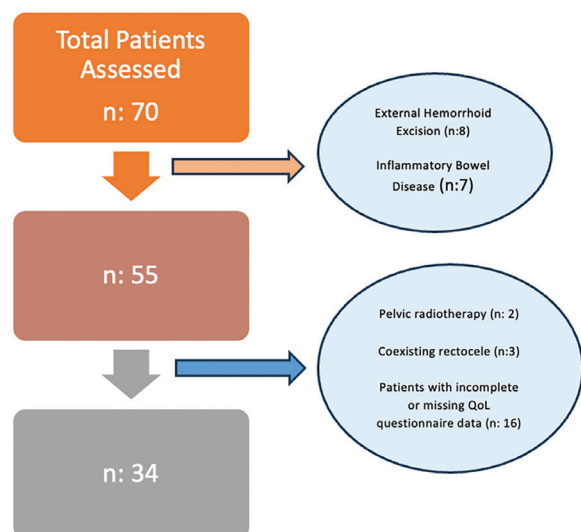 Total Patients
Assessed
n: 70
External Hemorrhoid
Excision (n:8)
Inflammatory Bowel
Disease (n:7)
n: 55
Pelvic radiotherapy (n: 2)
Coexisting rectocele (n:3)
Patients with incomplete
or missing QoL
questionnaire data (n: 16)
n: 34